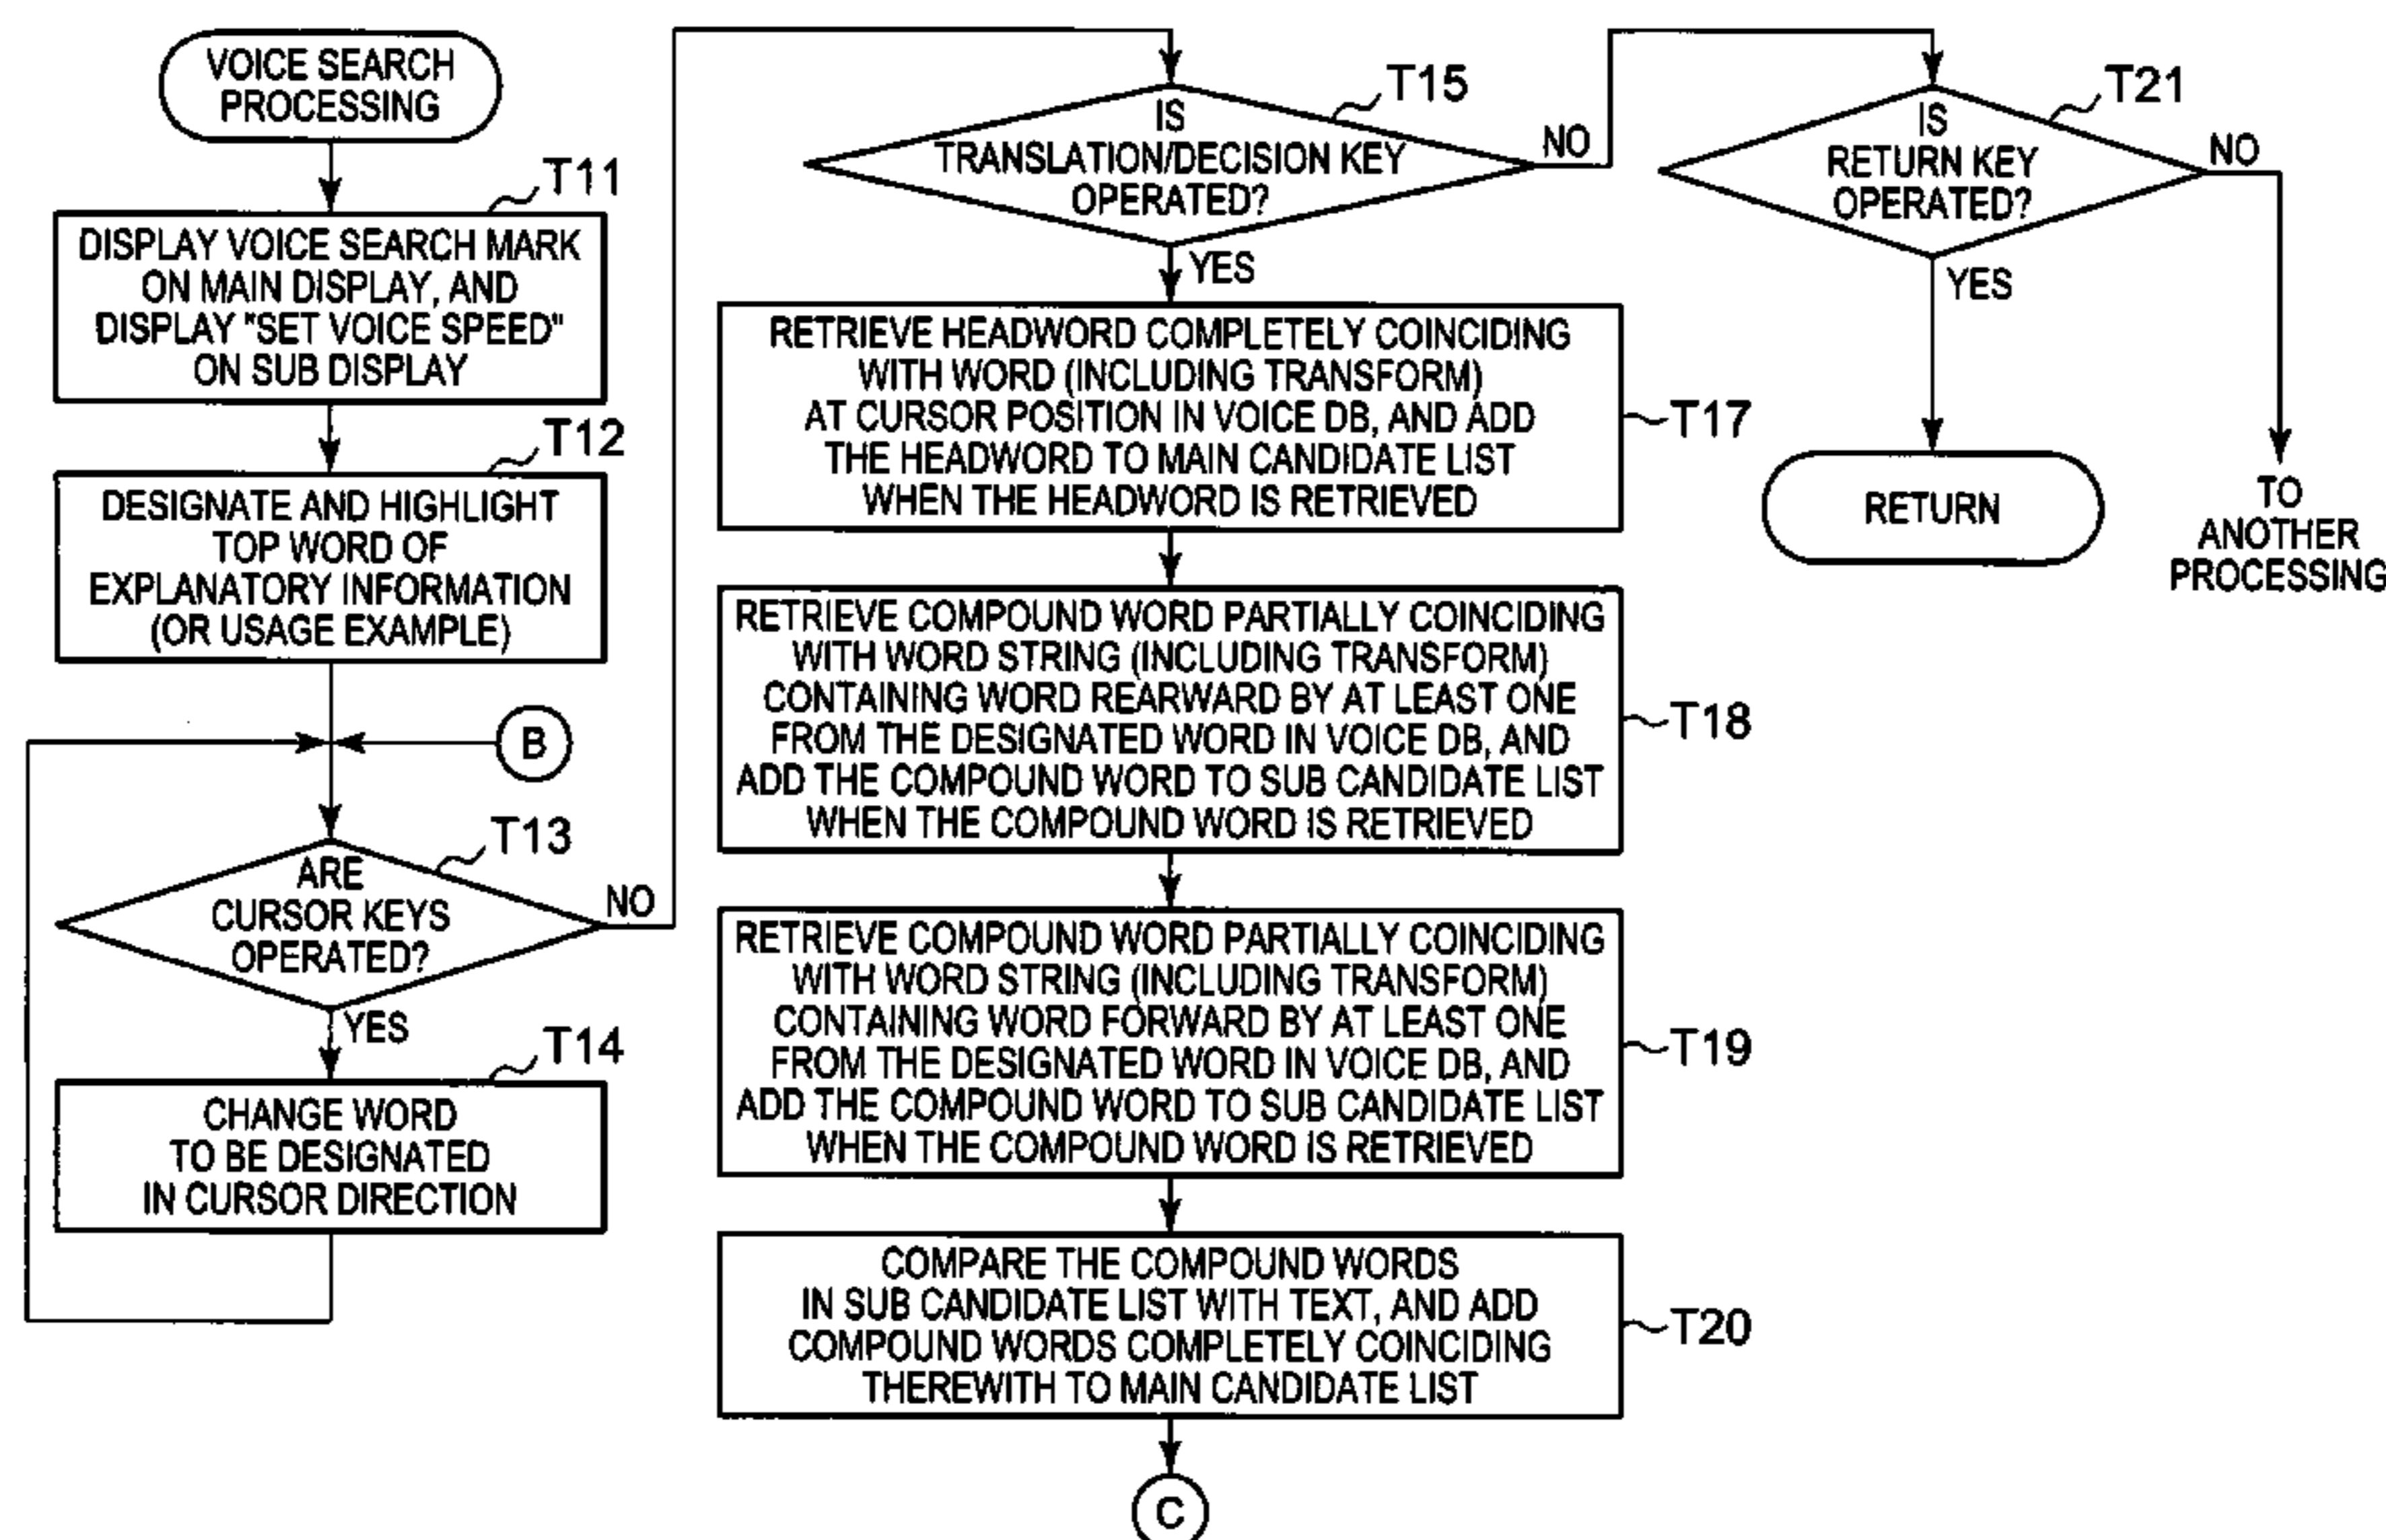 VOICE SEARCH
PROCESSING
T11
DISPLAY VOICE SEARCH MARK
ON MAIN DISPLAY, AND
DISPLAY "SET VOICE SPEED"
ON SUB DISPLAY
T12
DESIGNATE AND HIGHLIGHT
TOP WORD OF
EXPLANATORY INFORMATION
(OR USAGE EXAMPLE)
B
T13
ARE
CURSOR KEYS
OPERATED?
NO
YES
T14
CHANGE WORD
TO BE DESIGNATED
IN CURSOR DIRECTION
T15
IS
TRANSLATION/DECISION KEY
OPERATED?
NO
YES
RETRIEVE HEADWORD COMPLETELY COINCIDING
WITH WORD (INCLUDING TRANSFORM)
AT CURSOR POSITION IN VOICE DB, AND ADD
THE HEADWORD TO MAIN CANDIDATE LIST
WHEN THE HEADWORD IS RETRIEVED
T17
RETRIEVE COMPOUND WORD PARTIALLY COINCIDING
WITH WORD STRING (INCLUDING TRANSFORM)
CONTAINING WORD REARWARD BY AT LEAST ONE
FROM THE DESIGNATED WORD IN VOICE DB, AND
ADD THE COMPOUND WORD TO SUB CANDIDATE LIST
WHEN THE COMPOUND WORD IS RETRIEVED
T18
RETRIEVE COMPOUND WORD PARTIALLY COINCIDING
WITH WORD STRING (INCLUDING TRANSFORM)
CONTAINING WORD FORWARD BY AT LEAST ONE
FROM THE DESIGNATED WORD IN VOICE DB, AND
ADD THE COMPOUND WORD TO SUB CANDIDATE LIST
WHEN THE COMPOUND WORD IS RETRIEVED
T19
COMPARE THE COMPOUND WORDS
IN SUB CANDIDATE LIST WITH TEXT, AND ADD
COMPOUND WORDS COMPLETELY COINCIDING
THEREWITH TO MAIN CANDIDATE LIST
T20
C
T21
IS
RETURN KEY
OPERATED?
NO
YES
RETURN
TO
ANOTHER
PROCESSING